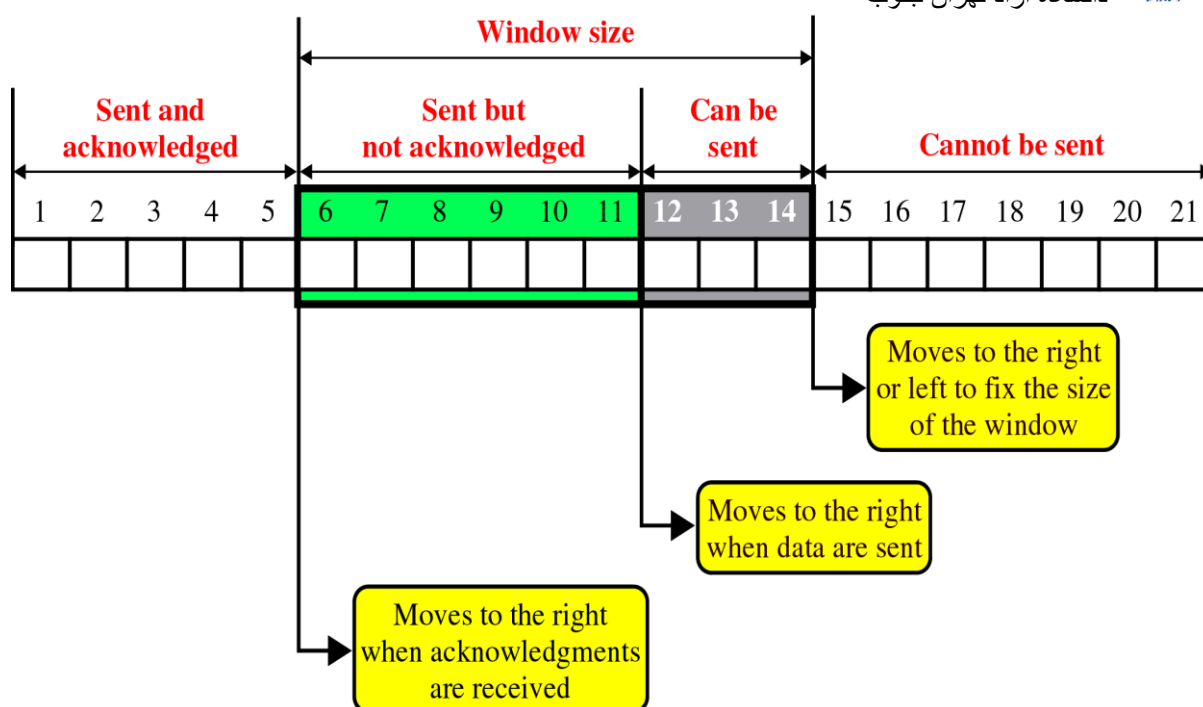 Window size
Sent and
acknowledged
Sent but
not acknowledged
Can be
sent
Cannot be sent
1 2 3 4 5 6 7 8 9 10 11 12 13 14 15 16 17 18 19 20 21
Moves to the right
or left to fix the size
of the window
Moves to the right
when data are sent
Moves to the right
when acknowledgments
are received